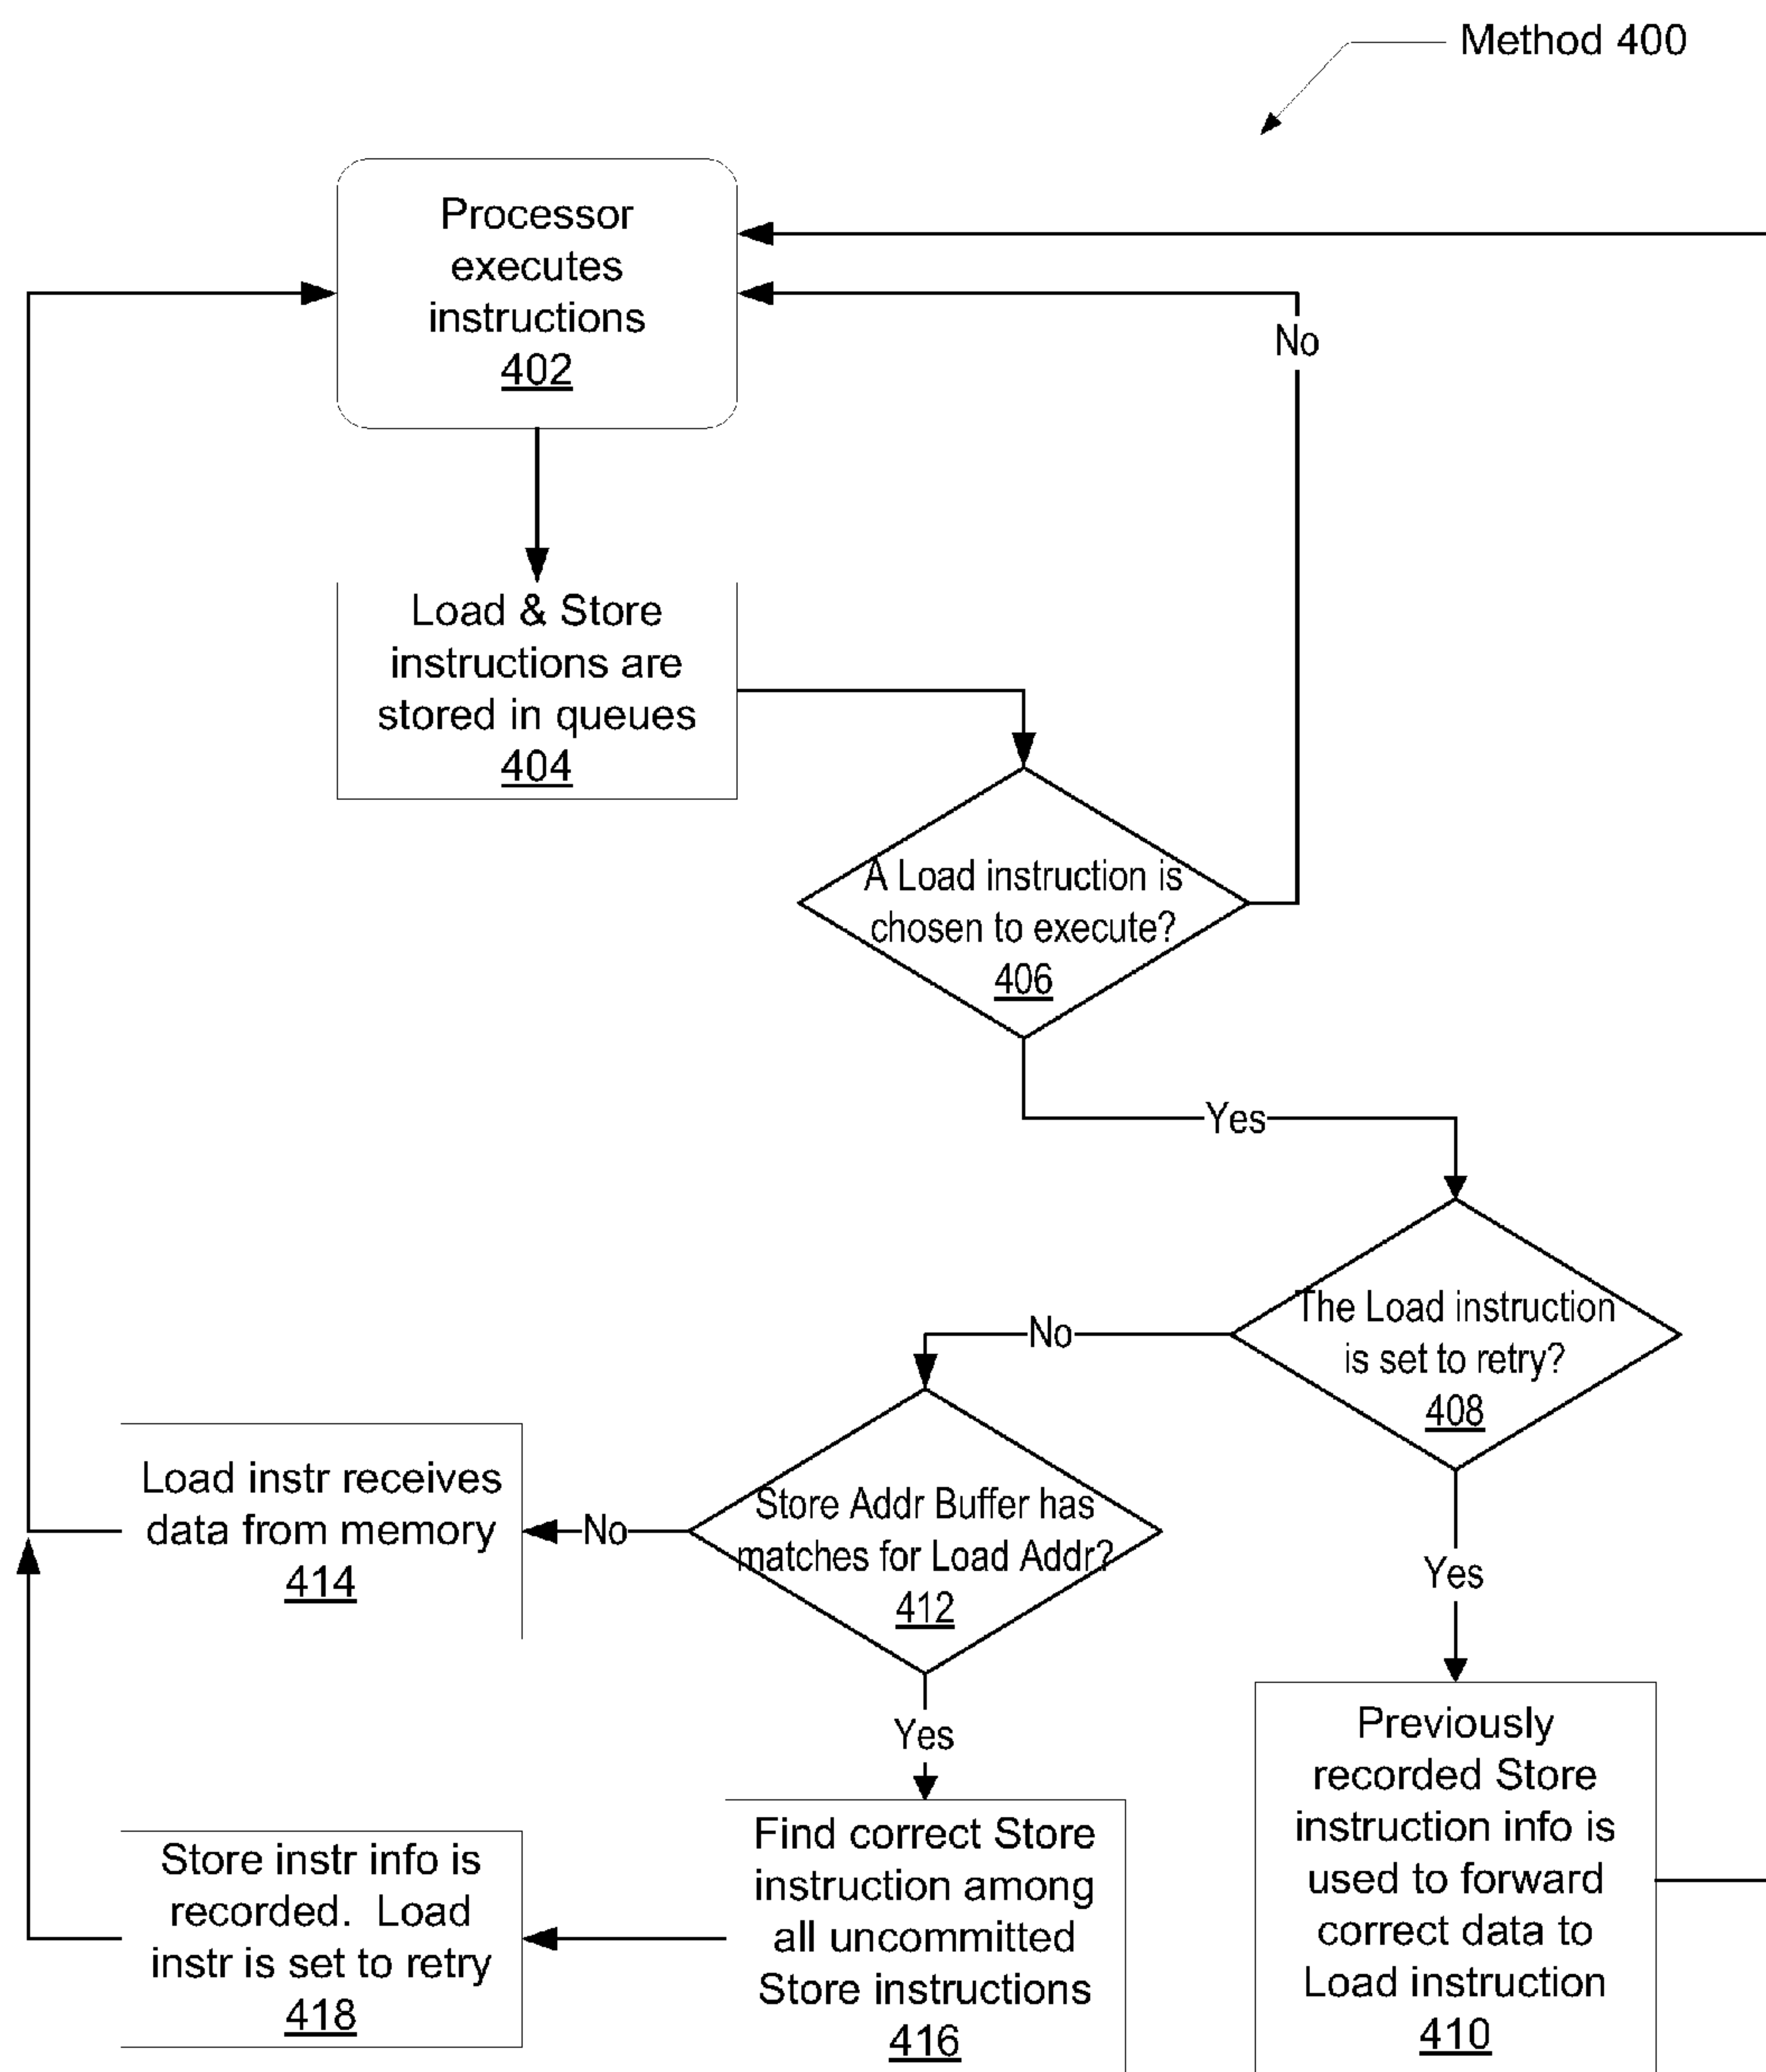 Method 400
Processor
executes
instructions
402
No
Load & Store
instructions are
stored in queues
404
A Load instruction is
chosen to execute?
406
Yes
The Load instruction
is set to retry?
408
No
Store Addr Buffer has
matches for Load Addr?
412
No
Load instr receives
data from memory
414
Yes
Yes
Previously
recorded Store
instruction info is
used to forward
correct data to
Load instruction
410
Find correct Store
instruction among
all uncommitted
Store instructions
416
Store instr info is
recorded.  Load
instr is set to retry
418